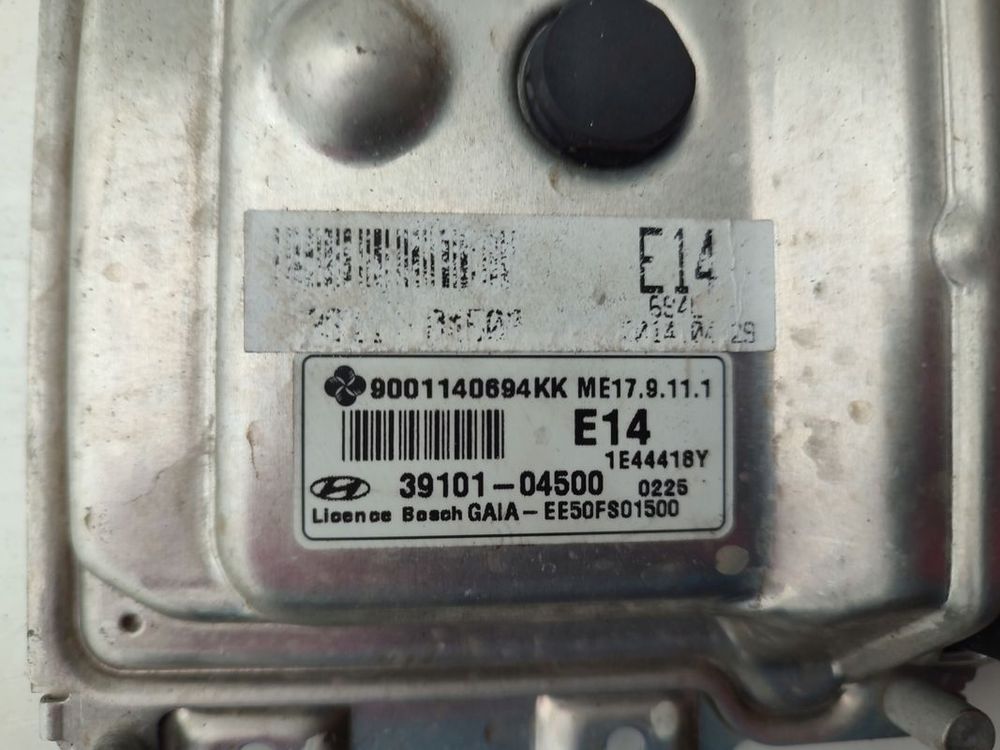 E14
9001140694KK ME17.9.11.1
E14
1E44418Y
39101-04500 0225
Licence Bosch GAIA-EE50FS01500